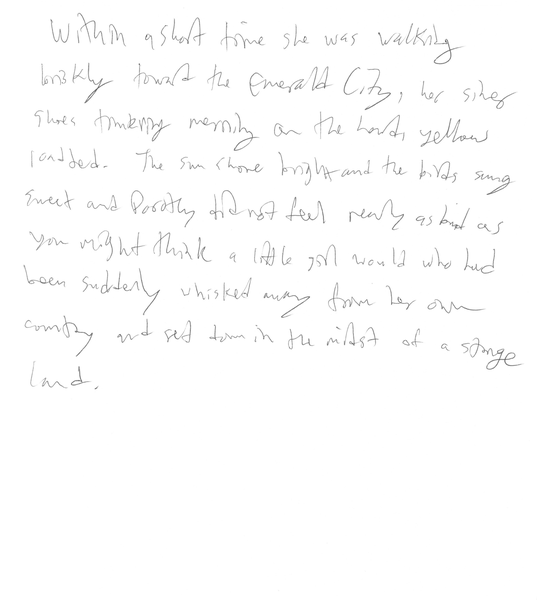 Within a short time she was walking
briskly toward the Emerald City, her silver
shoes tinkling merrily on the hard, yellow
roadbed. The sun shone bright and the birds sang
sweet and Dorothy did not feel nearly as bad as
you might think a little girl would who had
been suddenly whisked away from her own
country and set down in the midst of a strange
land.